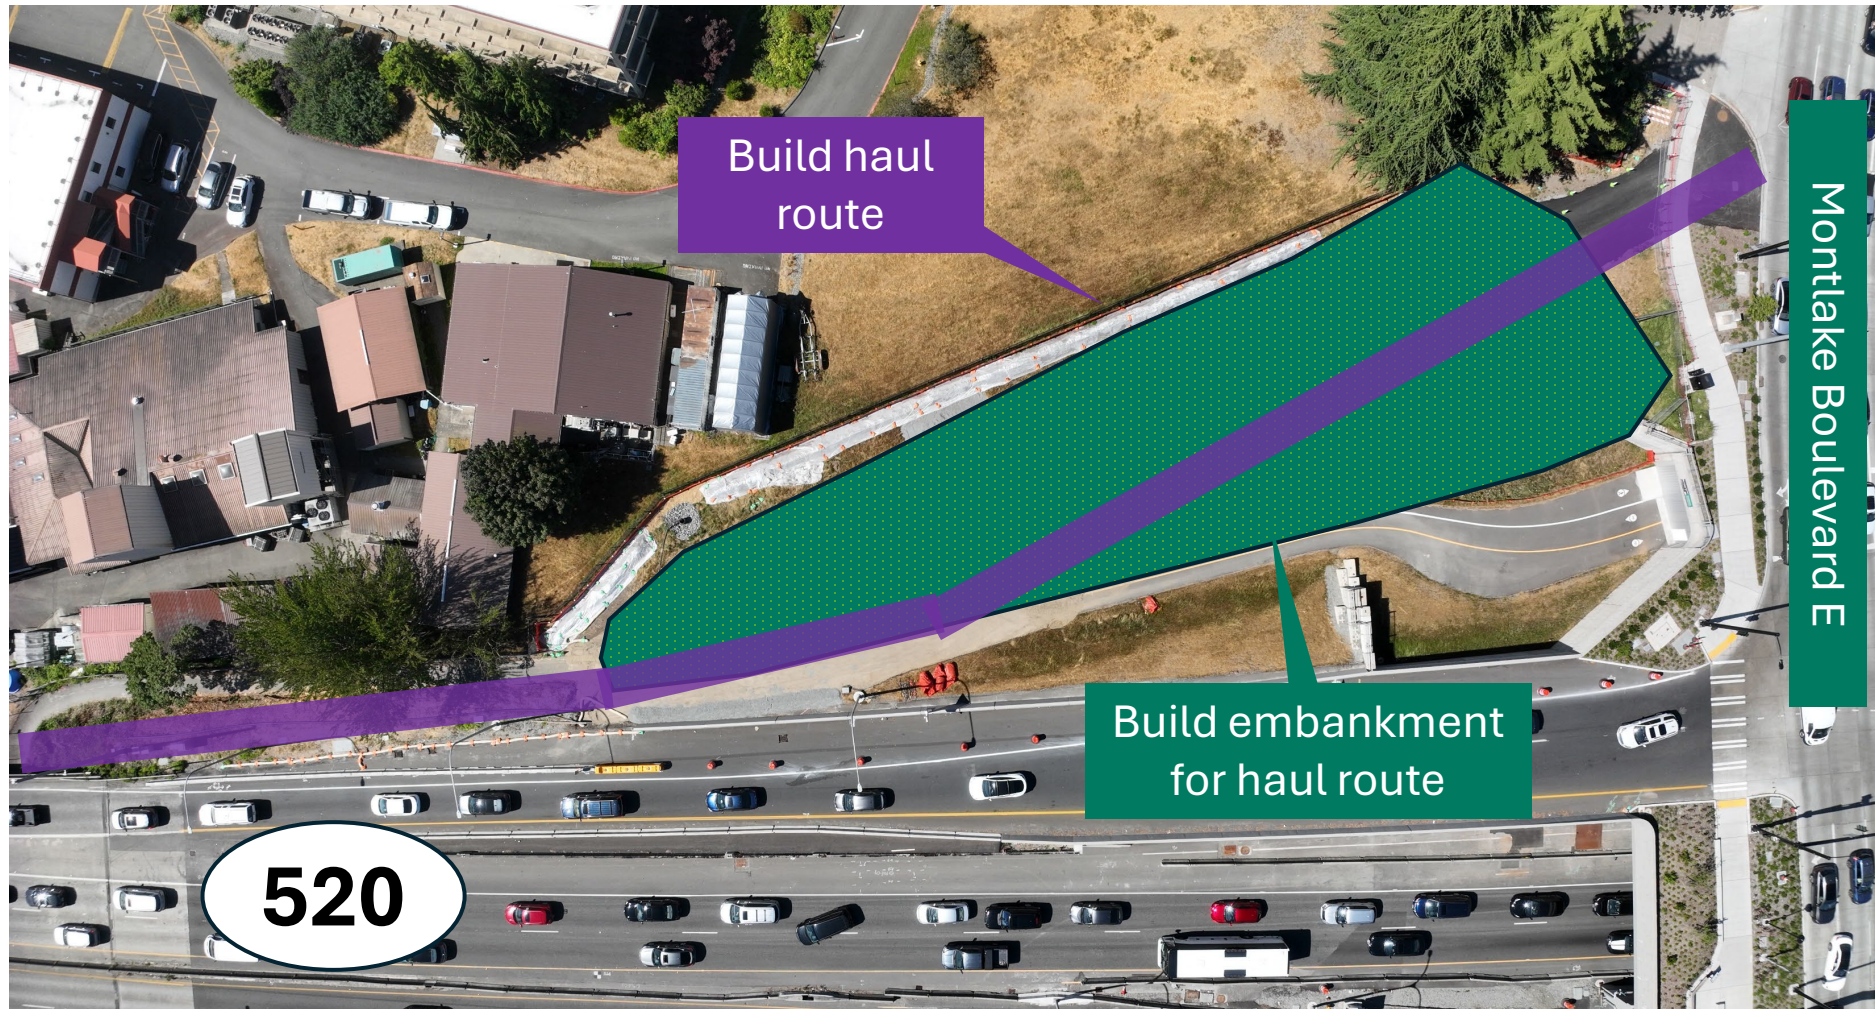 Build haul
route
Montlake Boulevard E
Build embankment
for haul route
520